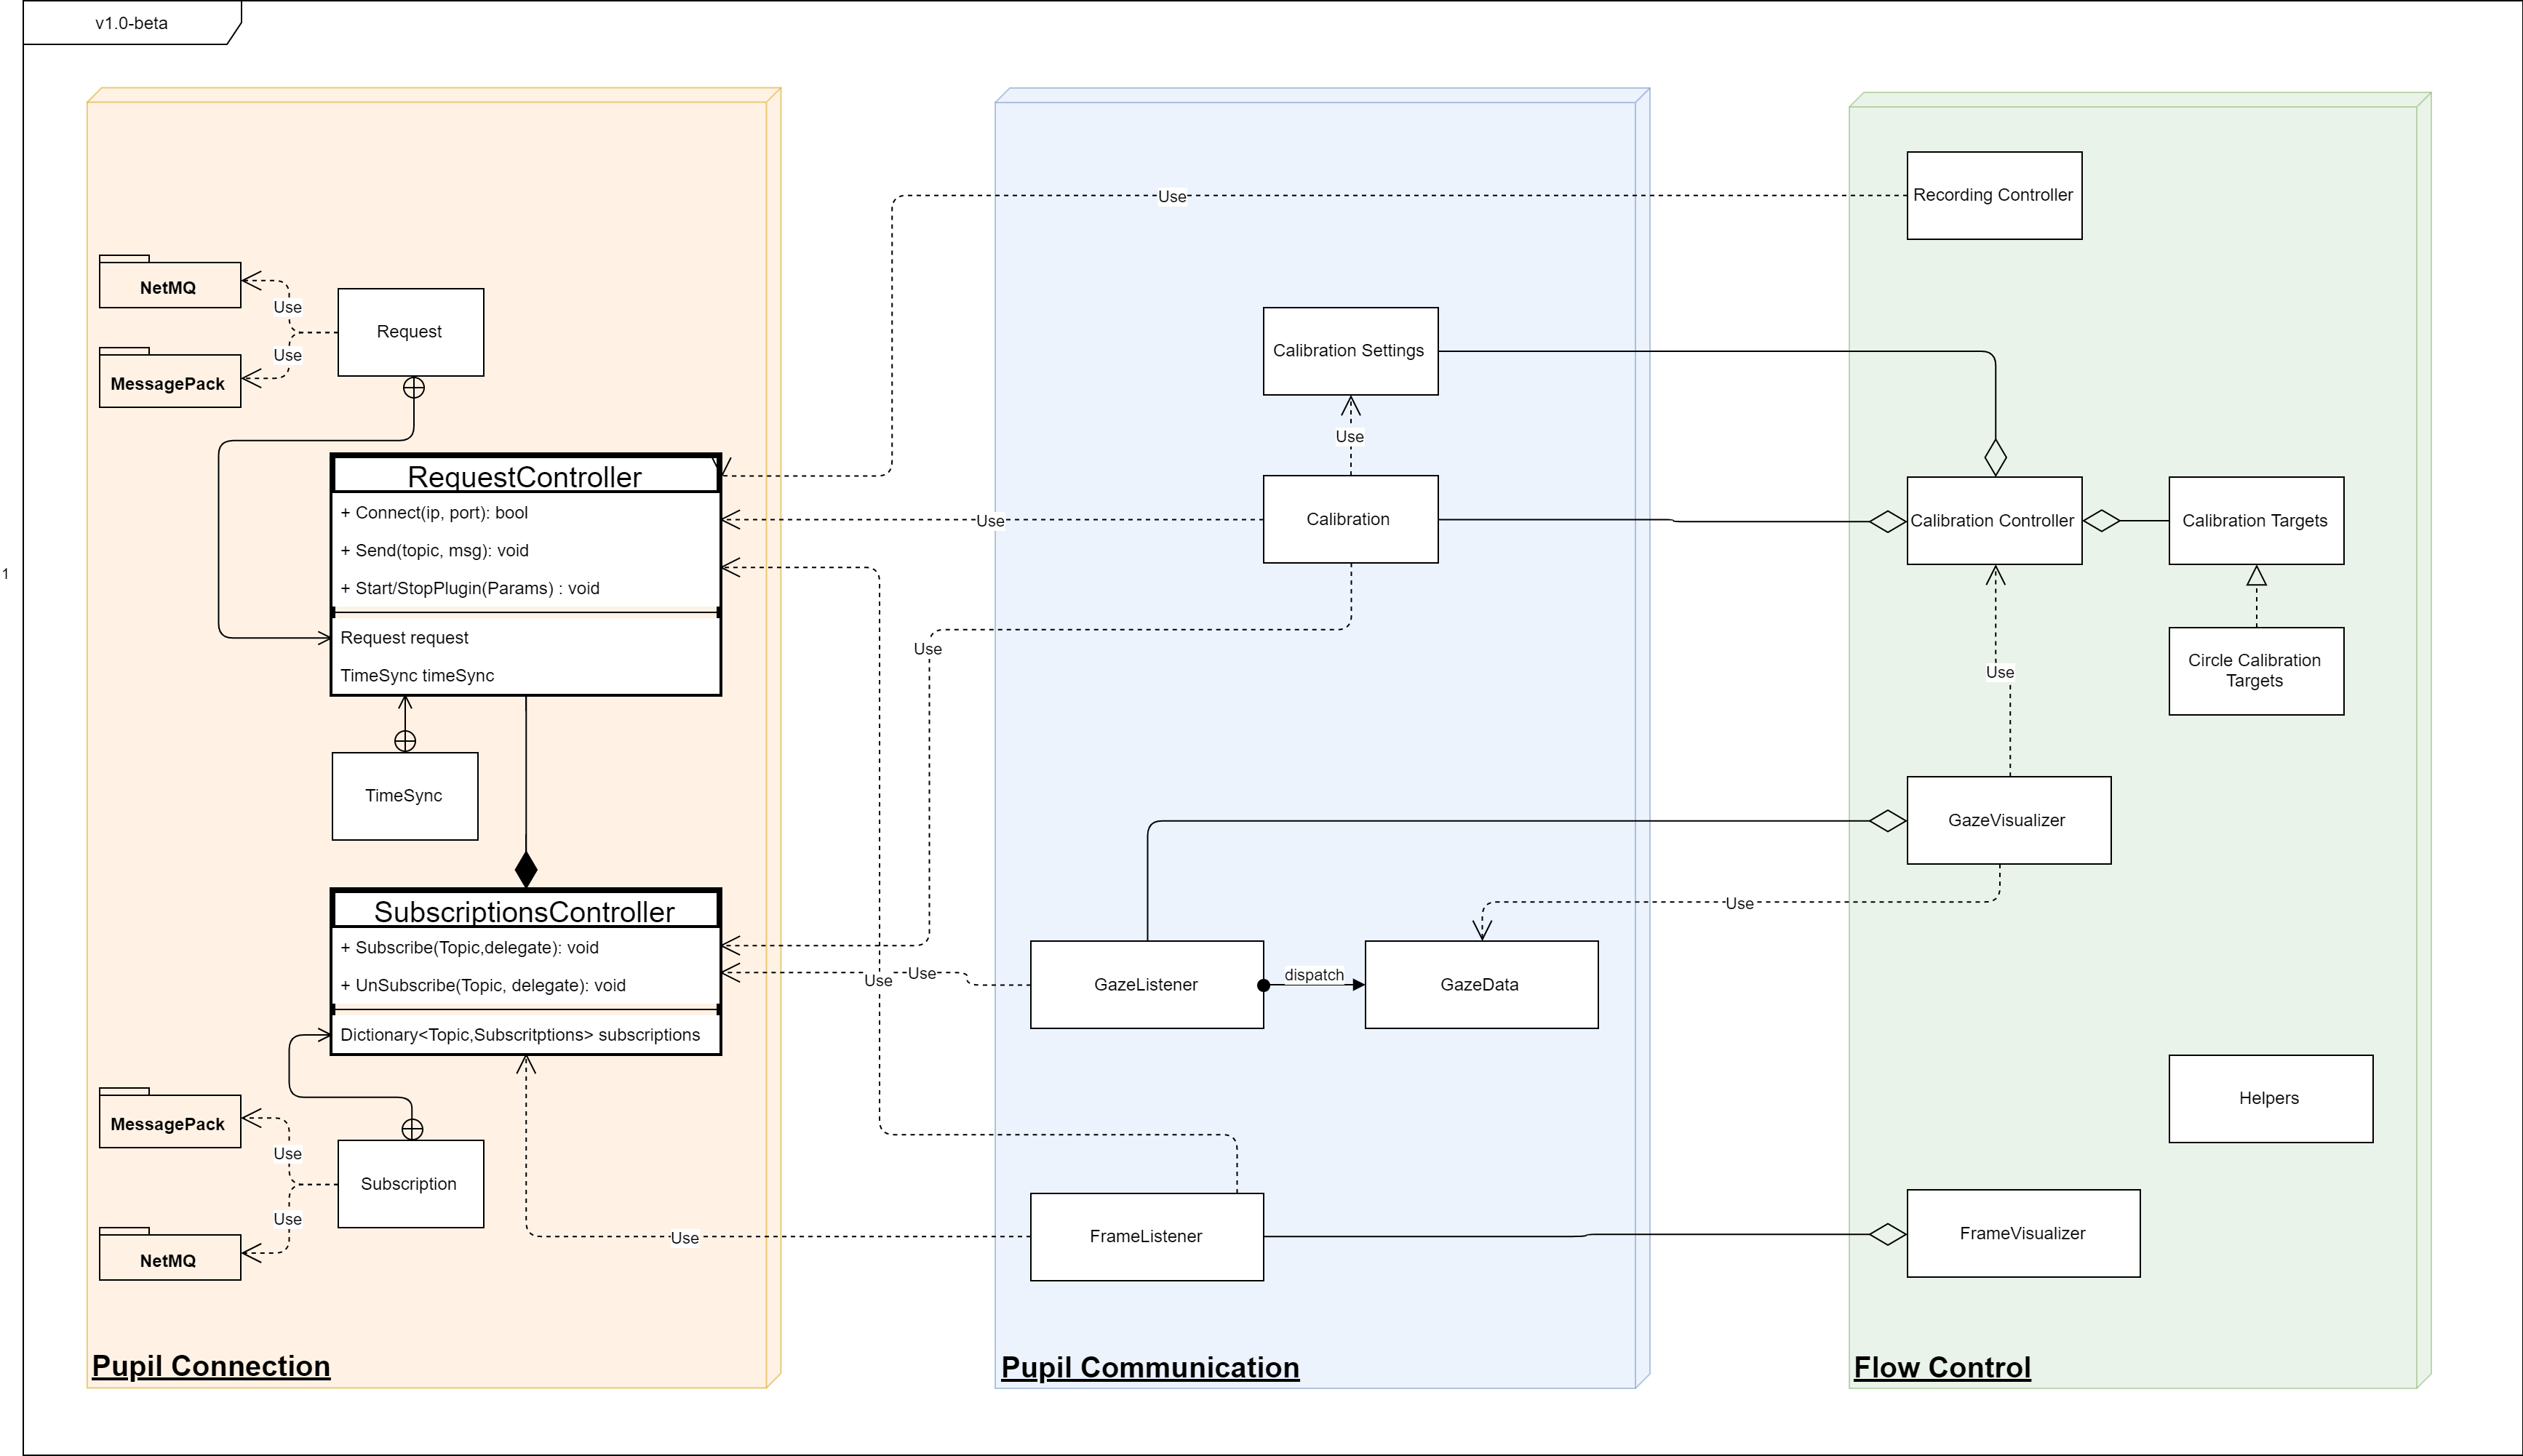 v1.0-beta
1
NetMQ
Use
Use
MessagePack
Request
RequestController
+ Connect(ip, port): bool
+ Send(topic, msg): void
+ Start/StopPlugin(Params) : void
Request request
TimeSync timeSync
TimeSync
SubscriptionsController
+ Subscribe(Topic,delegate): void
+ UnSubscribe(Topic, delegate): void
Dictionary<Topic,Subscritptions> subscriptions
MessagePack
Use
Use
NetMQ
Subscription
Pupil Connection
Use
Use
Use
Use
Use
Use
Calibration Settings
Use
Calibration
GazeListener
dispatch
GazeData
FrameListener
Pupil Communication
Use
Recording Controller
Calibration Controller
Calibration Targets
Circle Calibration
Targets
Use
GazeVisualizer
Helpers
FrameVisualizer
Flow Control